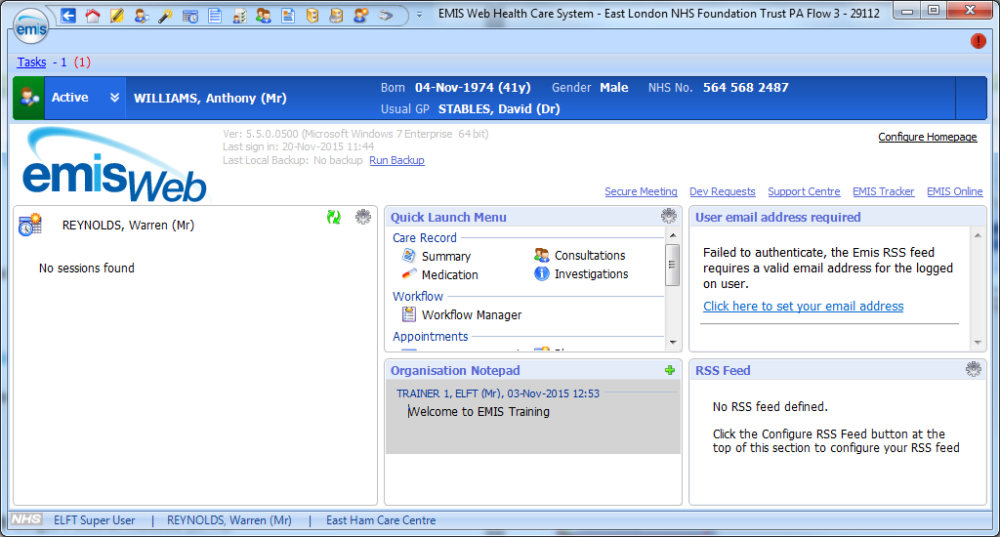 EMIS Web Health Care System - East London NHS Foundation Trust PA Flow 3 - 29112
emis
Tasks - 1 (1)
Active
WILLIAMS, Anthony (Mr)
Born 04-Nov-1974 (41y) Gender Male NHS No. 564 568 2487
Usual GP STABLES, David (Dr)
emisWeb
Ver: 5.5.0.0500 (Microsoft Windows 7 Enterprise 64 bit)
Last sign in: 20-Nov-2015 11:44
Last Local Backup: No backup Run Backup
Configure Homepage
Secure Meeting Dev Requests Support Centre EMIS Tracker EMIS Online
REYNOLDS, Warren (Mr)
No sessions found
Quick Launch Menu
Care Record
Summary Consultations
Medication Investigations
Workflow
Workflow Manager
Appointments
User email address required
Failed to authenticate, the Emis RSS feed
requires a valid email address for the logged
on user.
Click here to set your email address
Organisation Notepad
TRAINER 1, ELFT (Mr), 03-Nov-2015 12:53
Welcome to EMIS Training
RSS Feed
No RSS feed defined.
Click the Configure RSS Feed button at the
top of this section to configure your RSS feed
NHS ELFT Super User | REYNOLDS, Warren (Mr) | East Ham Care Centre